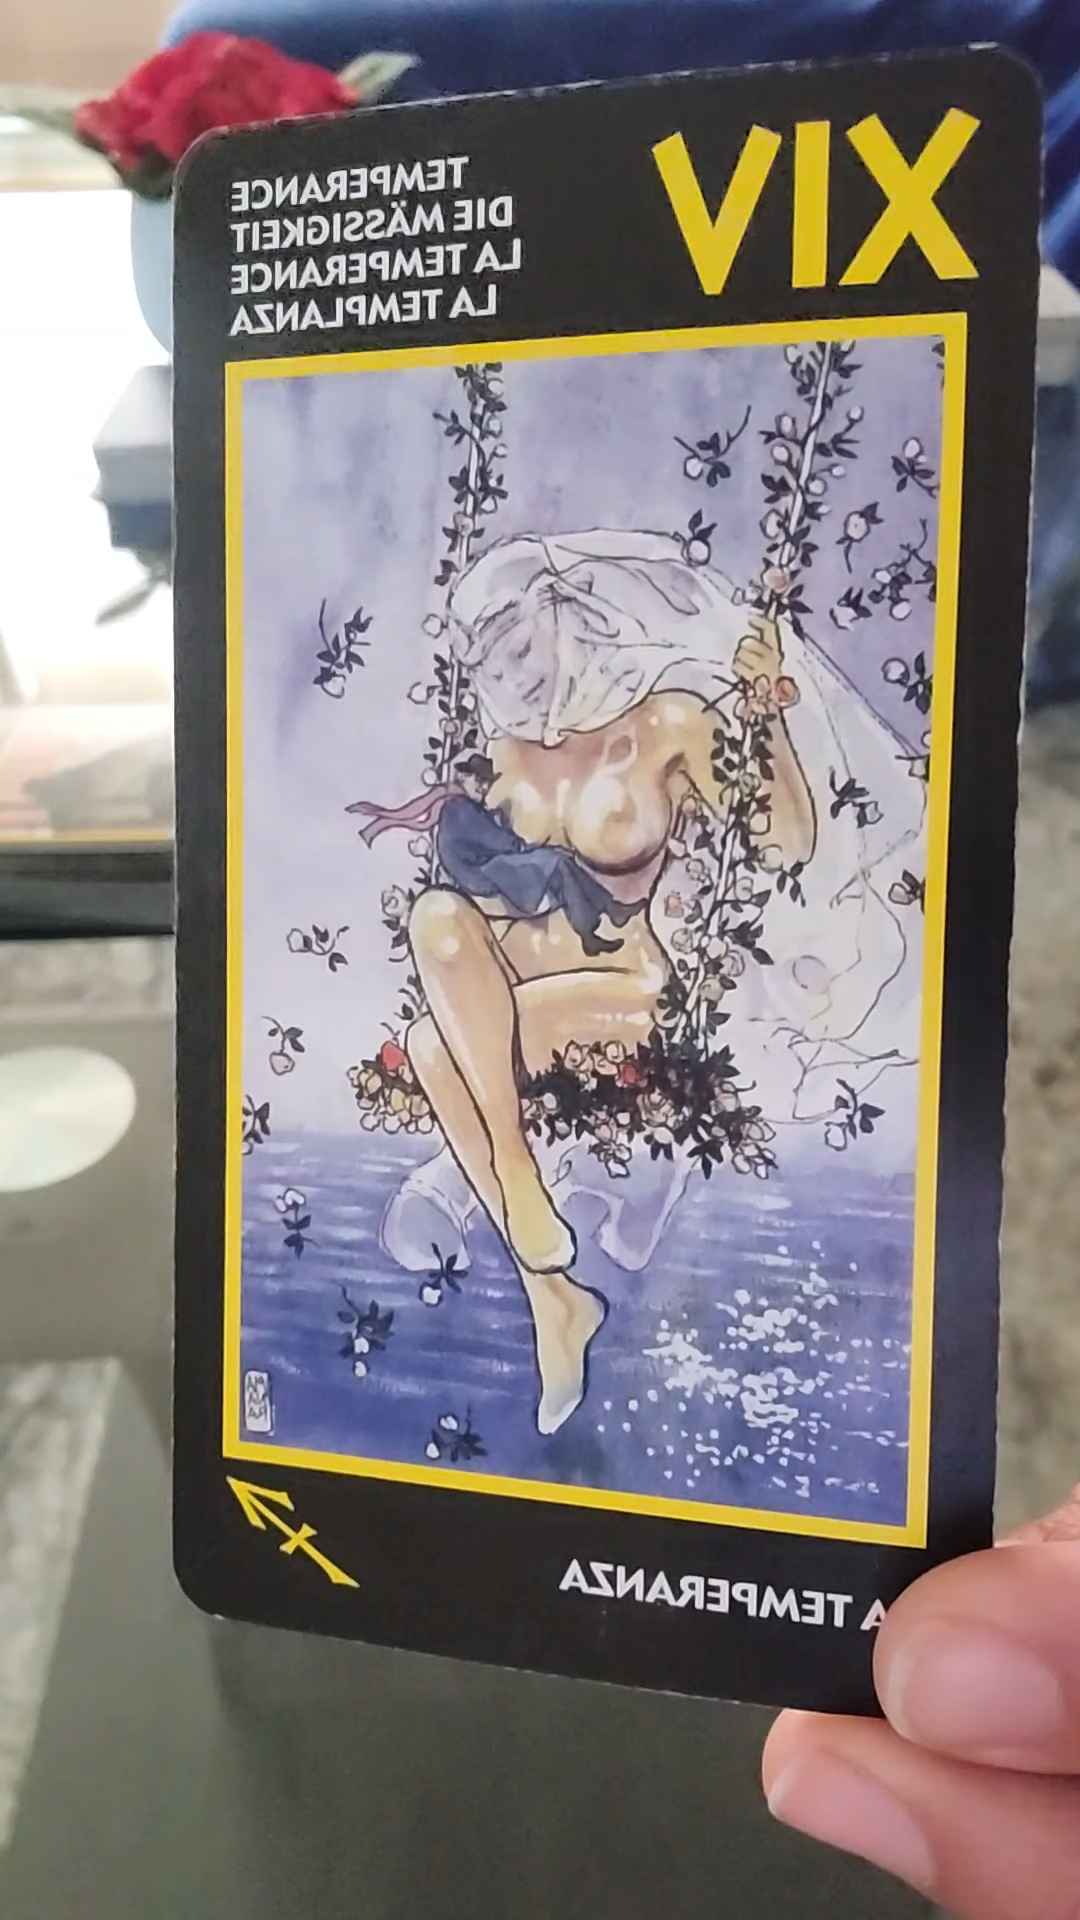 XIV
TEMPERANCE
DIE MÄSSIGKEIT
LA TEMPERANCE
LA TEMPLANZA
A TEMPERANZA